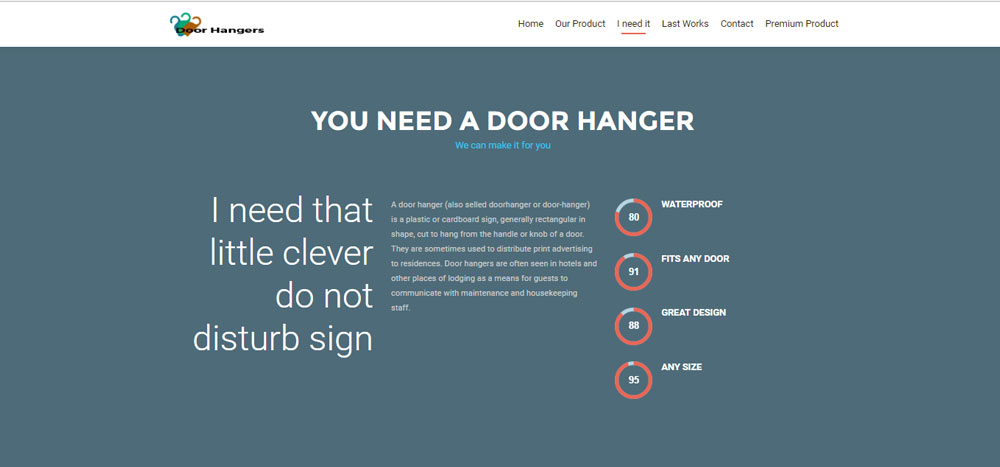 Door Hangers
Home Our Product I need it Last Works Contact Premium Product
YOU NEED A DOOR HANGER
We can make it for you
I need that
little clever
do not
disturb sign
A door hanger (also selled doorhanger or door-hanger)
is a plastic or cardboard sign, generally rectangular in
shape, cut to hang from the handle or knob of a door.
They are sometimes used to distribute print advertising
to residences. Door hangers are often seen in hotels and
other places of lodging as a means for guests to
communicate with maintenance and housekeeping
staff.
80 WATERPROOF
91 FITS ANY DOOR
88 GREAT DESIGN
95 ANY SIZE